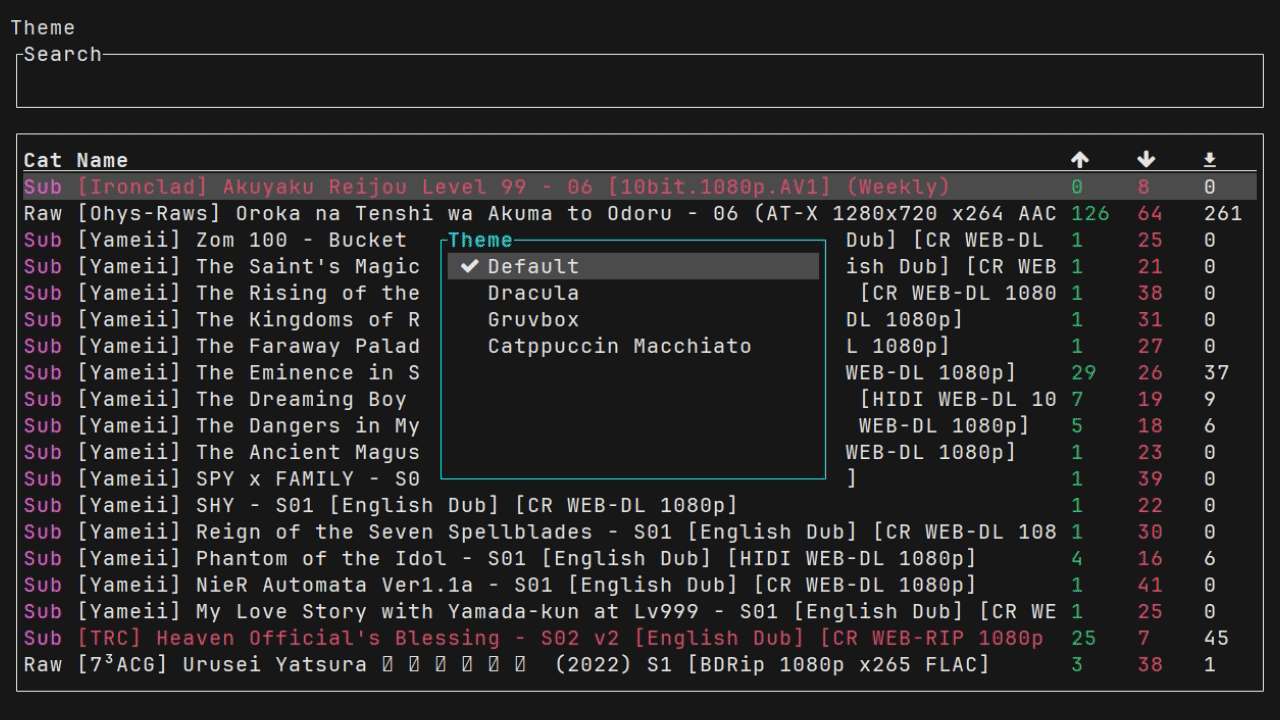 Theme
Search
Cat Name
Sub [Ironclad] Akuyaku Reijou Level 99 - 06 [10bit.1080p.AV1] (Weekly) 0 8 0
Raw [Ohys-Raws] Oroka na Tenshi wa Akuma to Odoru - 06 (AT-X 1280x720 x264 AAC 126 64 261
Sub [Yameii] Zom 100 - Bucket Theme Dub] [CR WEB-DL 1 25 0
Sub [Yameii] The Saint's Magic ✔ Default ish Dub] [CR WEB 1 21 0
Sub [Yameii] The Rising of the Dracula [CR WEB-DL 1080 1 38 0
Sub [Yameii] The Kingdoms of R Gruvbox DL 1080p] 1 31 0
Sub [Yameii] The Faraway Palad Catppuccin Macchiato L 1080p] 1 27 0
Sub [Yameii] The Eminence in S WEB-DL 1080p] 29 26 37
Sub [Yameii] The Dreaming Boy [HIDI WEB-DL 10 7 19 9
Sub [Yameii] The Dangers in My WEB-DL 1080p] 5 18 6
Sub [Yameii] The Ancient Magus WEB-DL 1080p] 1 23 0
Sub [Yameii] SPY x FAMILY - S0 ] 1 39 0
Sub [Yameii] SHY - S01 [English Dub] [CR WEB-DL 1080p] 1 22 0
Sub [Yameii] Reign of the Seven Spellblades - S01 [English Dub] [CR WEB-DL 108 1 30 0
Sub [Yameii] Phantom of the Idol - S01 [English Dub] [HIDI WEB-DL 1080p] 4 16 6
Sub [Yameii] NieR Automata Ver1.1a - S01 [English Dub] [CR WEB-DL 1080p] 1 41 0
Sub [Yameii] My Love Story with Yamada-kun at Lv999 - S01 [English Dub] [CR WE 1 25 0
Sub [TRC] Heaven Official's Blessing - S02 v2 [English Dub] [CR WEB-RIP 1080p 25 7 45
Raw [7³ACG] Urusei Yatsura (2022) S1 [BDRip 1080p x265 FLAC] 3 38 1